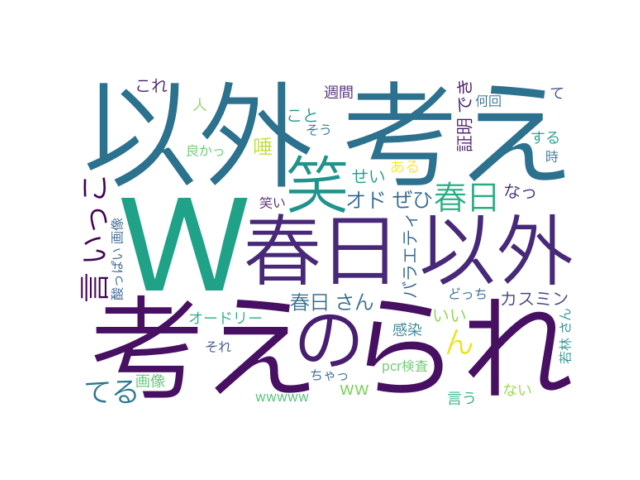 これ
以外 考え
週間
証明 でき
何回
て
人
こと
そう
する
時
良かっ
唾
ある
笑
せい
言いっこ
笑い
オド ぜひ
春日
なっ
酸っぱい 画像
W
春日 以外
バラエティ
どっち
カスミン
春日 さん
オードリー
いい
感染
ん
若林 さん
考え の られ
それ
てる
画像
ちゃっ
pcr検査
ww
wwwww
言う
ない